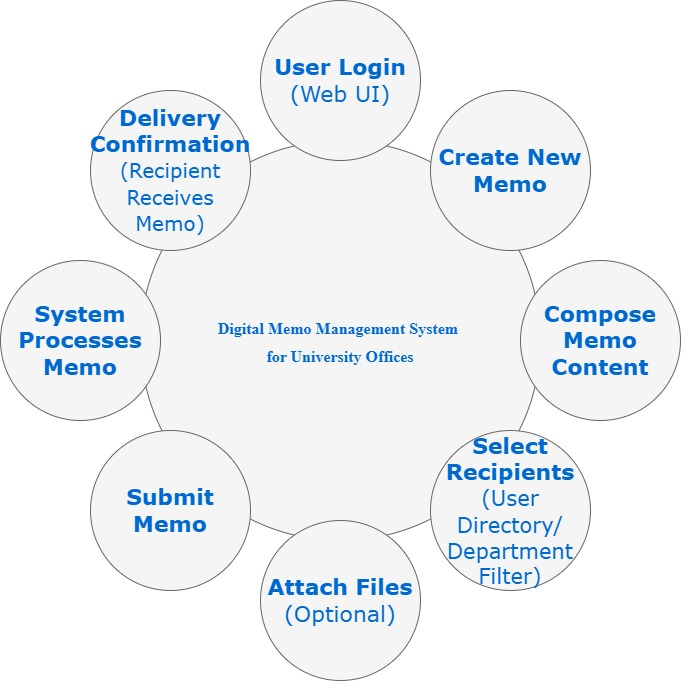 User Login
(Web UI)
Create New
Memo
Compose
Memo
Content
Select
Recipients
(User
Directory/
Department
Filter)
Attach Files
(Optional)
Submit
Memo
System
Processes
Memo
Delivery
Confirmation
(Recipient
Receives
Memo)
Digital Memo Management System
for University Offices